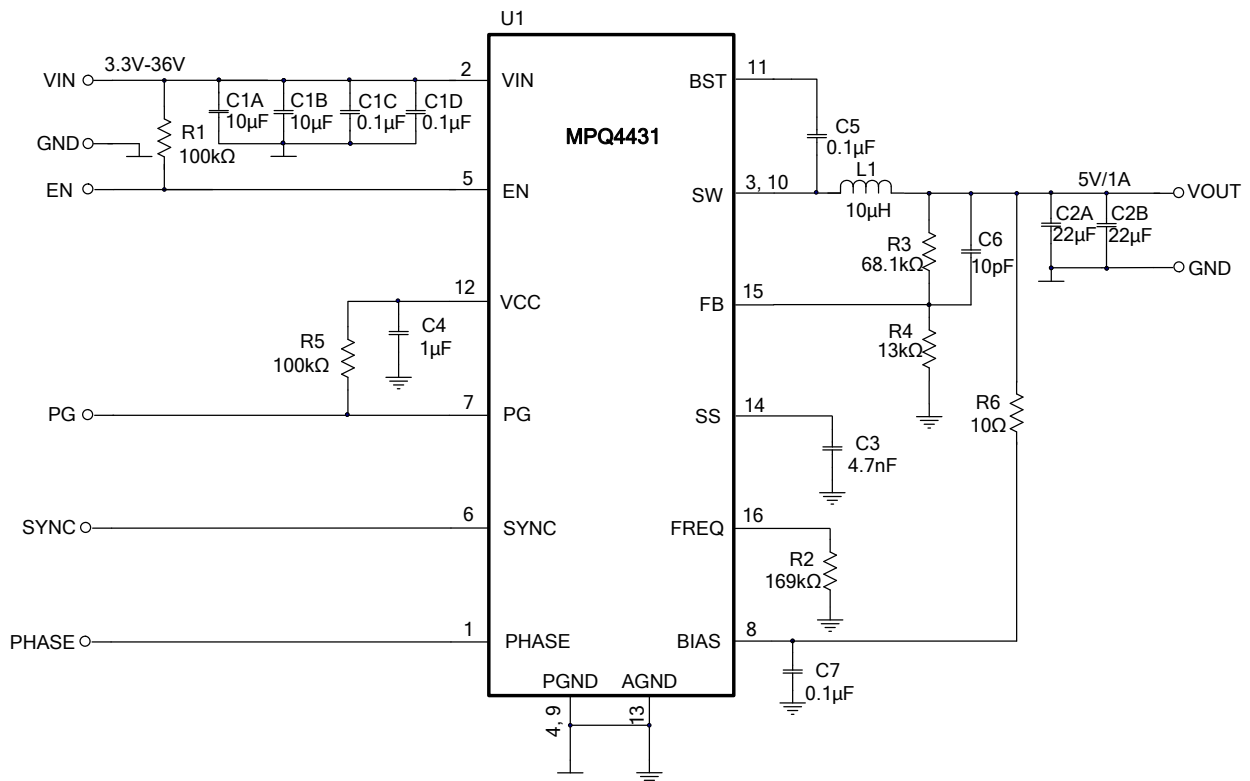 U1
VIN
3.3V-36V
2
VIN
C1A
10µF
C1B
10µF
C1C
0.1µF
C1D
0.1µF
GND
R1
100kΩ
EN
5
EN
MPQ4431
BST
11
C5
0.1µF
SW
3, 10
L1
10µH
5V/1A
VOUT
C2A
22µF
C2B
22µF
GND
R3
68.1kΩ
C6
10pF
12
VCC
C4
1µF
R5
100kΩ
FB
15
R4
13kΩ
PG
7
PG
SS
14
C3
4.7nF
R6
10Ω
SYNC
6
SYNC
FREQ
16
R2
169kΩ
PHASE
1
PHASE
BIAS
8
C7
0.1µF
PGND
AGND
4, 9
13